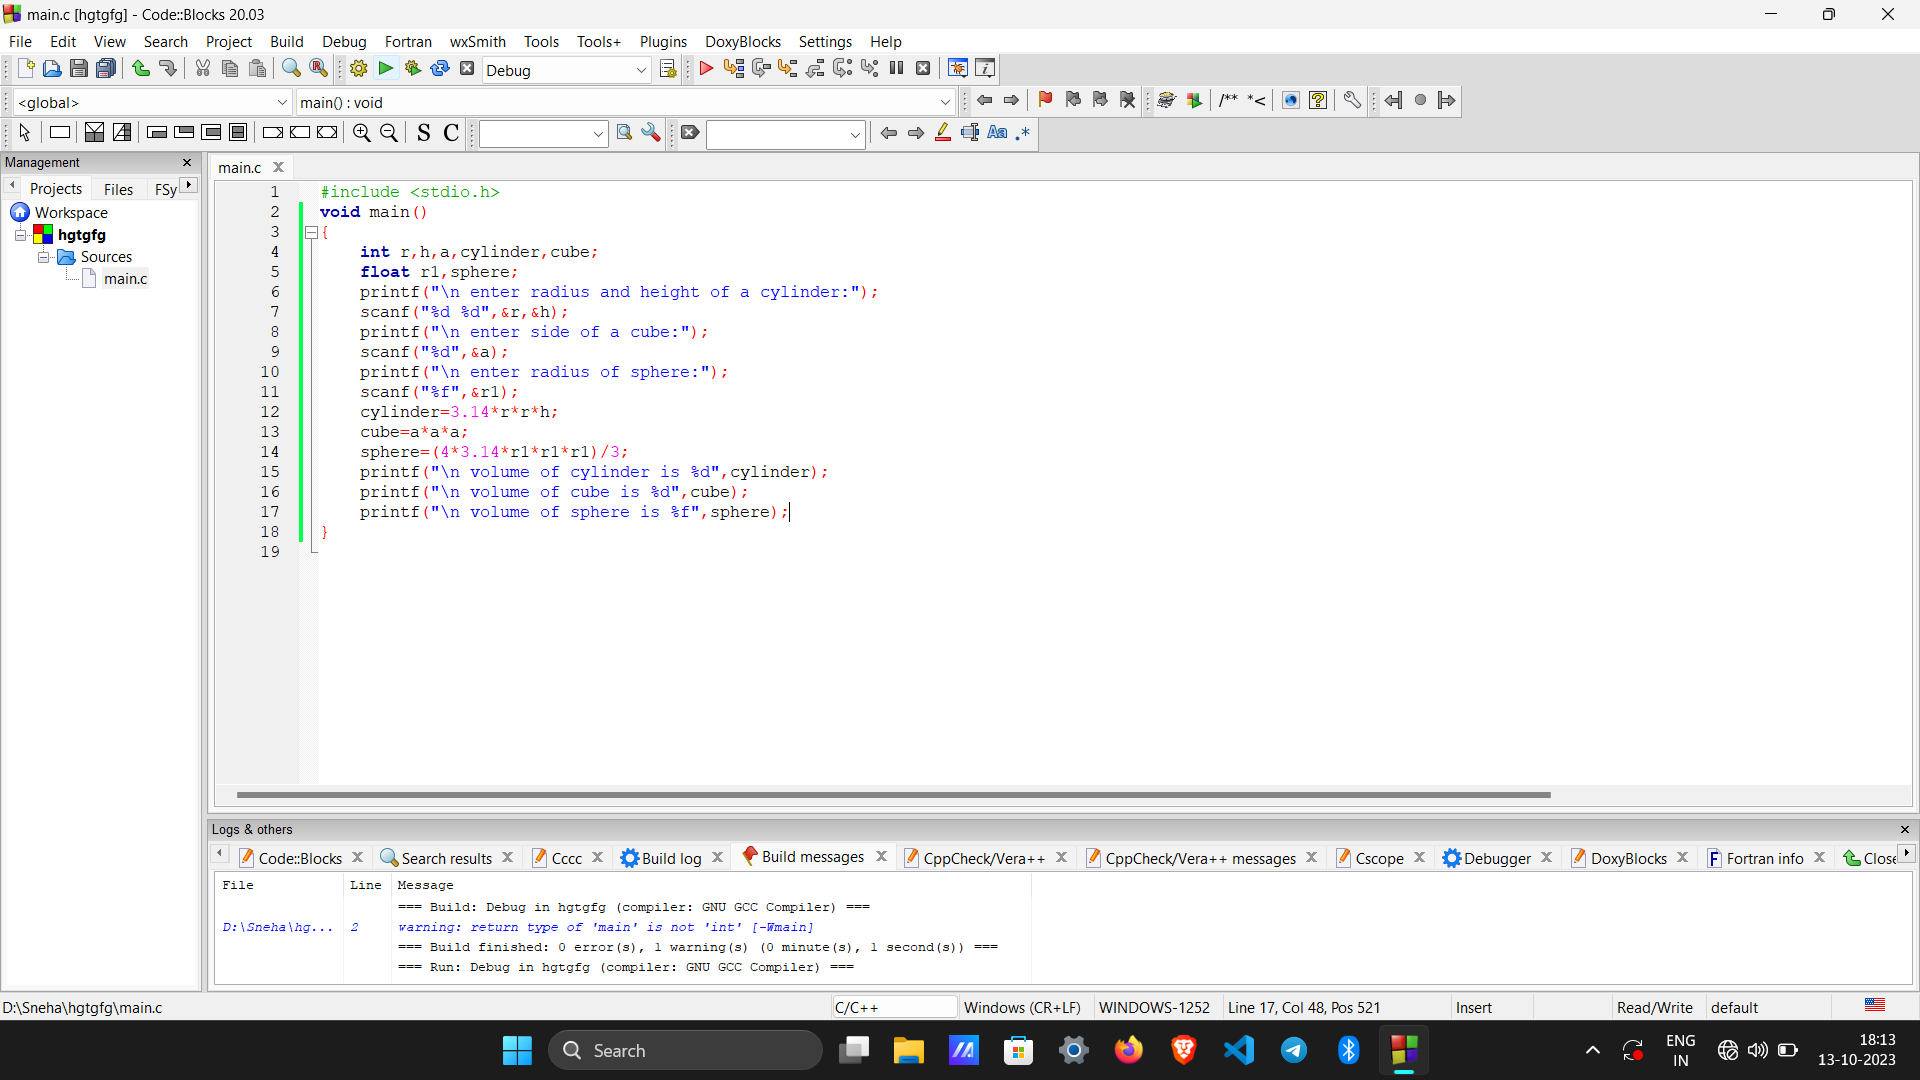 main.c [hgtgfg] - Code::Blocks 20.03
File Edit View Search Project Build Debug Fortran wxSmith Tools Tools+ Plugins DoxyBlocks Settings Help
Debug
<global> main() : void
/** *<
S C Aa .*
Management
Projects Files FSy
Workspace
hgtgfg
Sources
main.c
main.c
1 #include <stdio.h>
2 void main()
3 {
4 int r,h,a,cylinder,cube;
5 float r1,sphere;
6 printf("\n enter radius and height of a cylinder:");
7 scanf("%d %d",&r,&h);
8 printf("\n enter side of a cube:");
9 scanf("%d",&a);
10 printf("\n enter radius of sphere:");
11 scanf("%f",&r1);
12 cylinder=3.14*r*r*h;
13 cube=a*a*a;
14 sphere=(4*3.14*r1*r1*r1)/3;
15 printf("\n volume of cylinder is %d",cylinder);
16 printf("\n volume of cube is %d",cube);
17 printf("\n volume of sphere is %f",sphere);
18 }
19
Logs & others
Code::Blocks Search results Cccc Build log Build messages CppCheck/Vera++ CppCheck/Vera++ messages Cscope Debugger DoxyBlocks Fortran info Close
File Line Message
=== Build: Debug in hgtgfg (compiler: GNU GCC Compiler) ===
D:\Sneha\hg... 2 warning: return type of 'main' is not 'int' [-Wmain]
=== Build finished: 0 error(s), 1 warning(s) (0 minute(s), 1 second(s)) ===
=== Run: Debug in hgtgfg (compiler: GNU GCC Compiler) ===
D:\Sneha\hgtgfg\main.c C/C++ Windows (CR+LF) WINDOWS-1252 Line 17, Col 48, Pos 521 Insert Read/Write default
Search
ENG
IN
18:13
13-10-2023